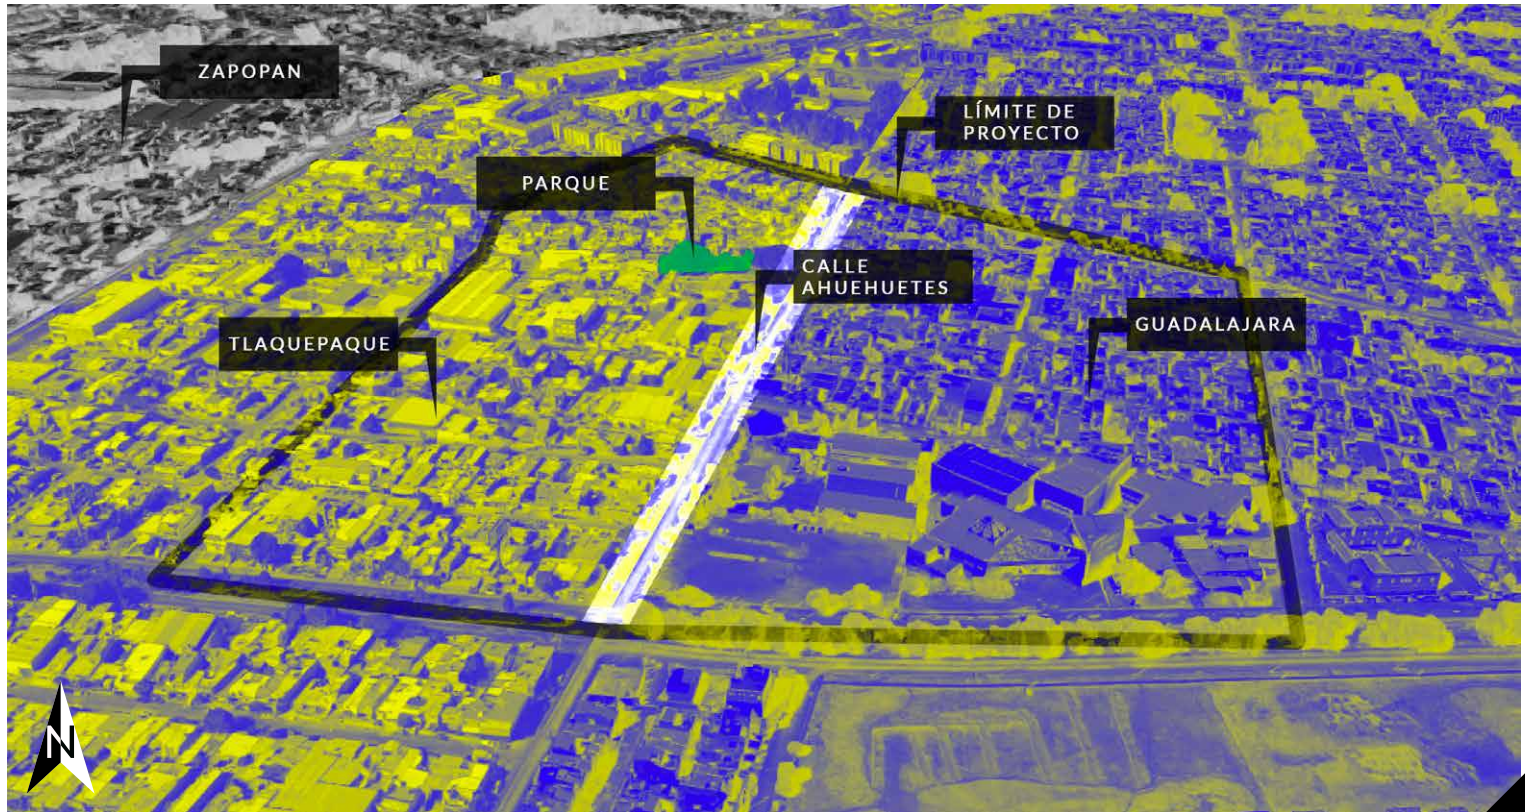 ZAPOPAN
LÍMITE DE
PROYECTO
PARQUE
CALLE
AHUEHUETES
GUADALAJARA
TLAQUEPAQUE
N